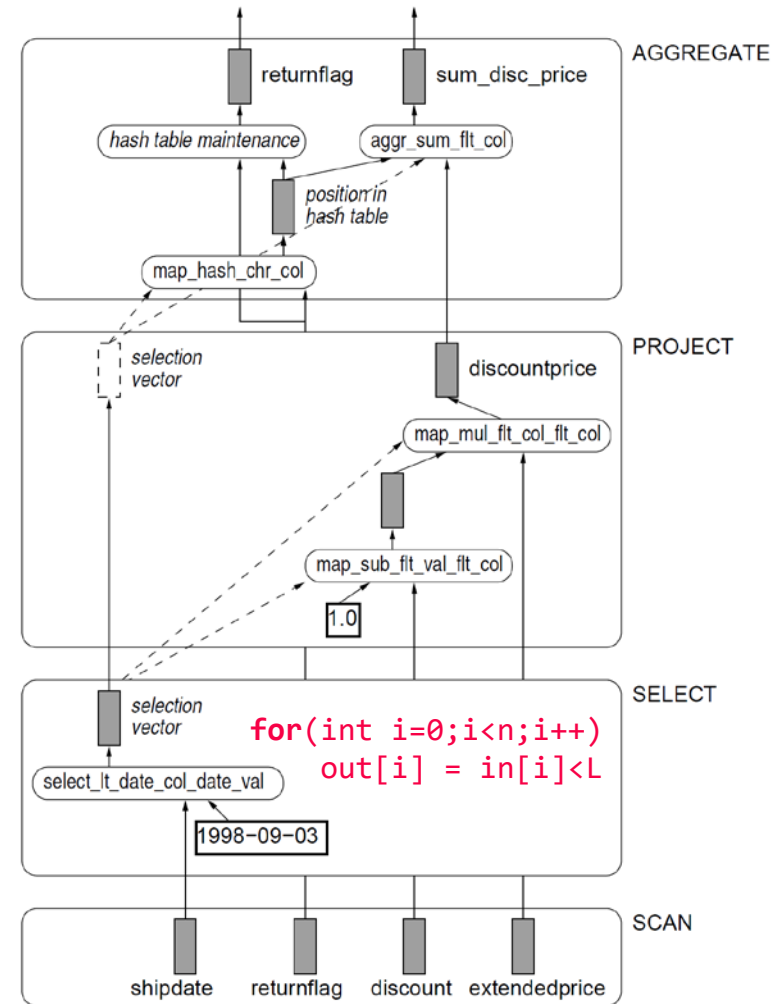 AGGREGATE
returnflag
sum_disc_price
hash table maintenance
aggr_sum_flt_col
position in
hash table
map_hash_chr_col
PROJECT
selection
vector
discountprice
map_mul_flt_col_flt_col
map_sub_flt_val_flt_col
1.0
SELECT
selection
vector
for(int i=0;i<n;i++)
out[i] = in[i]<L
select_lt_date_col_date_val
1998−09−03
SCAN
shipdate returnflag discount extendedprice